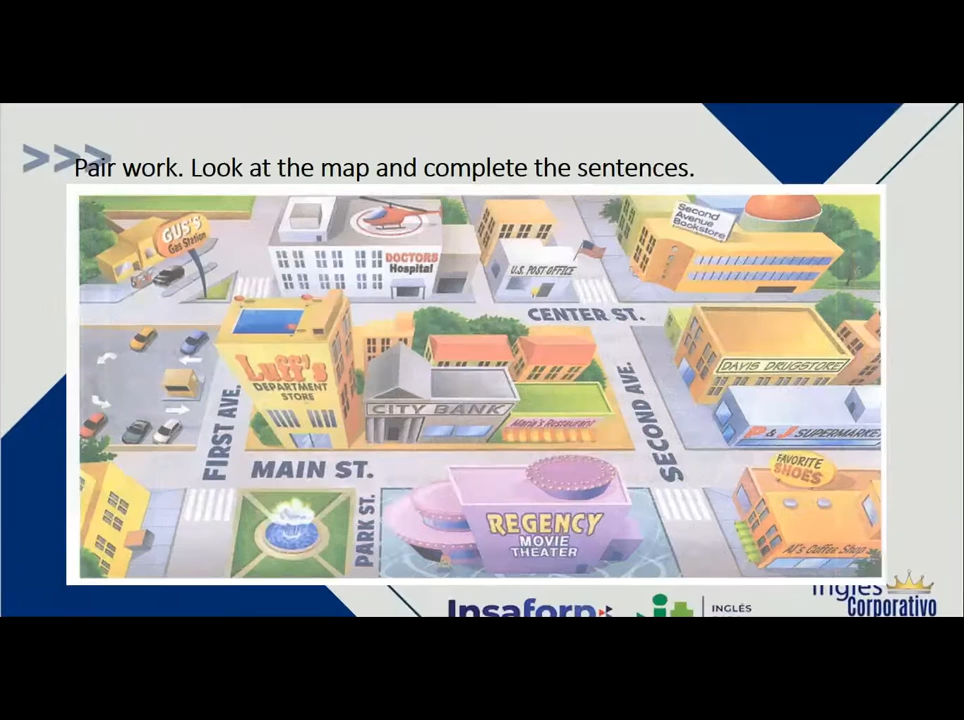 >>>
Pair work. Look at the map and complete the sentences.
GUS'S
Gas Station
DOCTORS
Hospital
U.S. POST OFFICE
Second
Avenue
Bookstore
CENTER ST.
Luff's
DEPARTMENT
STORE
CITY BANK
Maria's Restaurant
DAVIS DRUGSTORE
P & J SUPERMARKET
FIRST AVE.
SECOND AVE.
MAIN ST.
PARK ST.
REGENCY
MOVIE
THEATER
FAVORITE
SHOES
Al's Coffee Shop
Insaforp
INGLÉS
Inglés
Corporativo